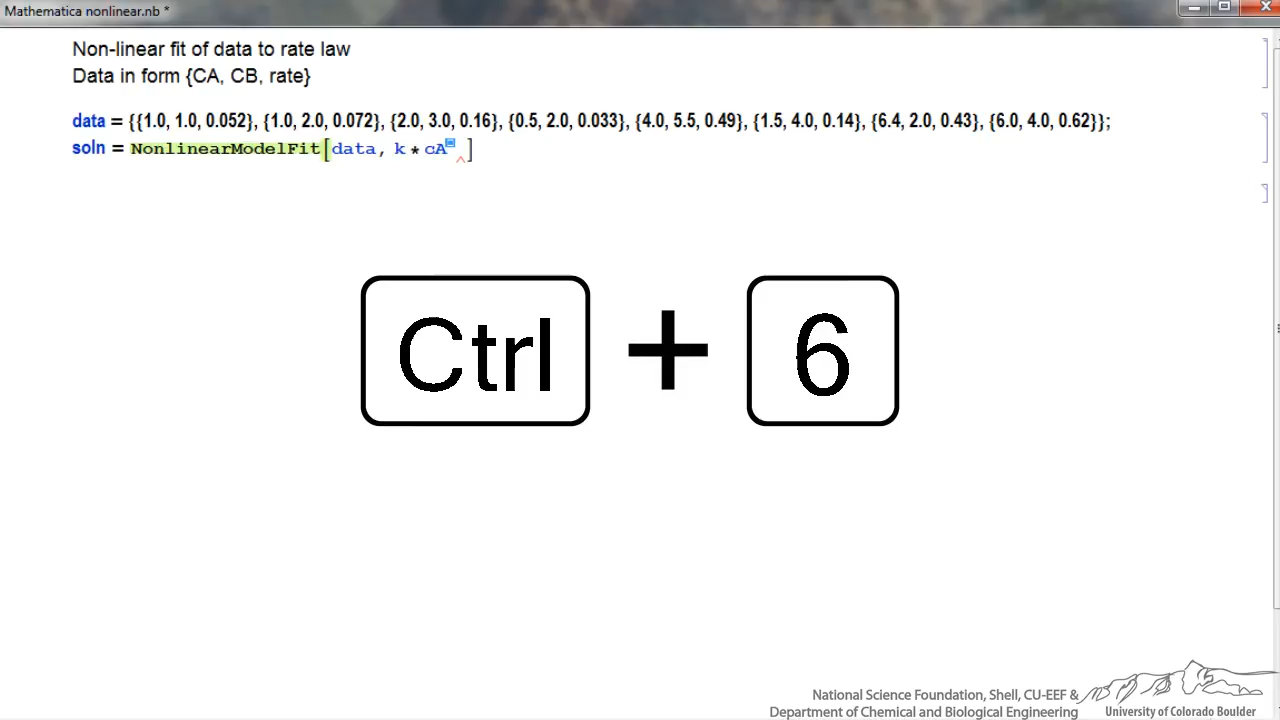 Mathematica nonlinear.nb *
Non-linear fit of data to rate law
Data in form {CA, CB, rate}
data = {{1.0, 1.0, 0.052}, {1.0, 2.0, 0.072}, {2.0, 3.0, 0.16}, {0.5, 2.0, 0.033}, {4.0, 5.5, 0.49}, {1.5, 4.0, 0.14}, {6.4, 2.0, 0.43}, {6.0, 4.0, 0.62}};
soln = NonlinearModelFit[data, k * cA ]
Ctrl + 6
National Science Foundation, Shell, CU-EEF &
Department of Chemical and Biological Engineering
University of Colorado Boulder